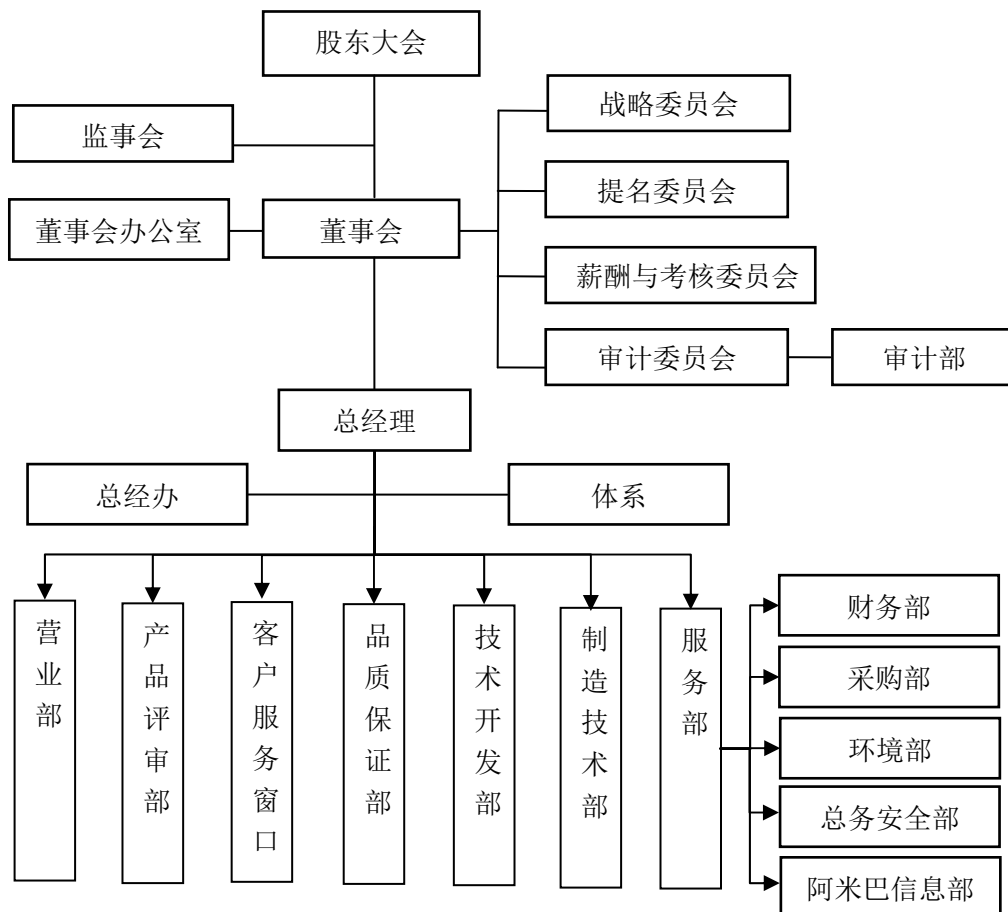 股东大会
战略委员会
监事会
提名委员会
董事会办公室
董事会
薪酬与考核委员会
审计委员会
审计部
总经理
总经办
体系
营业部
产品评审部
客户服务窗口
品质保证部
技术开发部
制造技术部
服务部
财务部
采购部
环境部
总务安全部
阿米巴信息部